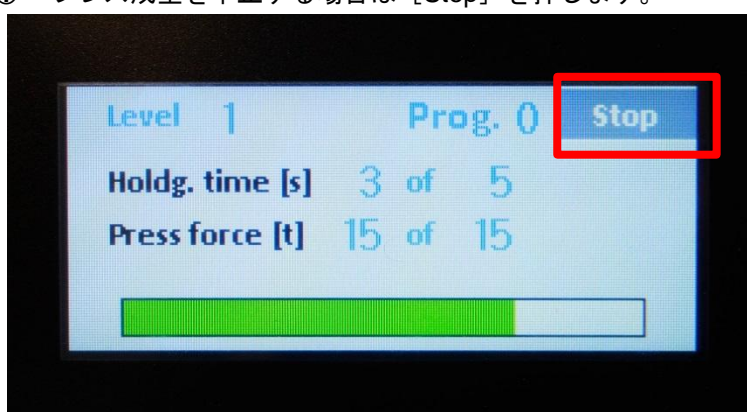 プレス成型を中止する場合は [Stop] を押します。
Level 1 Prog. 0 Stop
Holdg. time [s] 3 of 5
Press force [t] 15 of 15